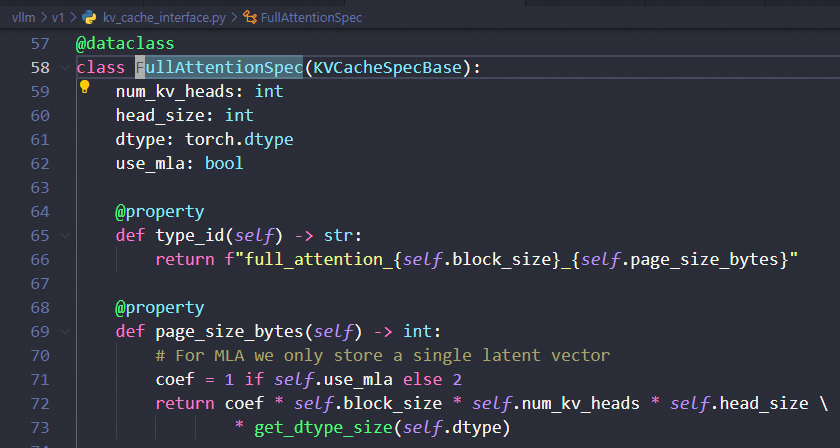 vllm > v1 > kv_cache_interface.py > FullAttentionSpec
57 @dataclass
58 class FullAttentionSpec(KVCacheSpecBase):
59     num_kv_heads: int
60     head_size: int
61     dtype: torch.dtype
62     use_mla: bool
63
64     @property
65     def type_id(self) -> str:
66         return f"full_attention_{self.block_size}_{self.page_size_bytes}"
67
68     @property
69     def page_size_bytes(self) -> int:
70         # For MLA we only store a single latent vector
71         coef = 1 if self.use_mla else 2
72         return coef * self.block_size * self.num_kv_heads * self.head_size \
73                 * get_dtype_size(self.dtype)